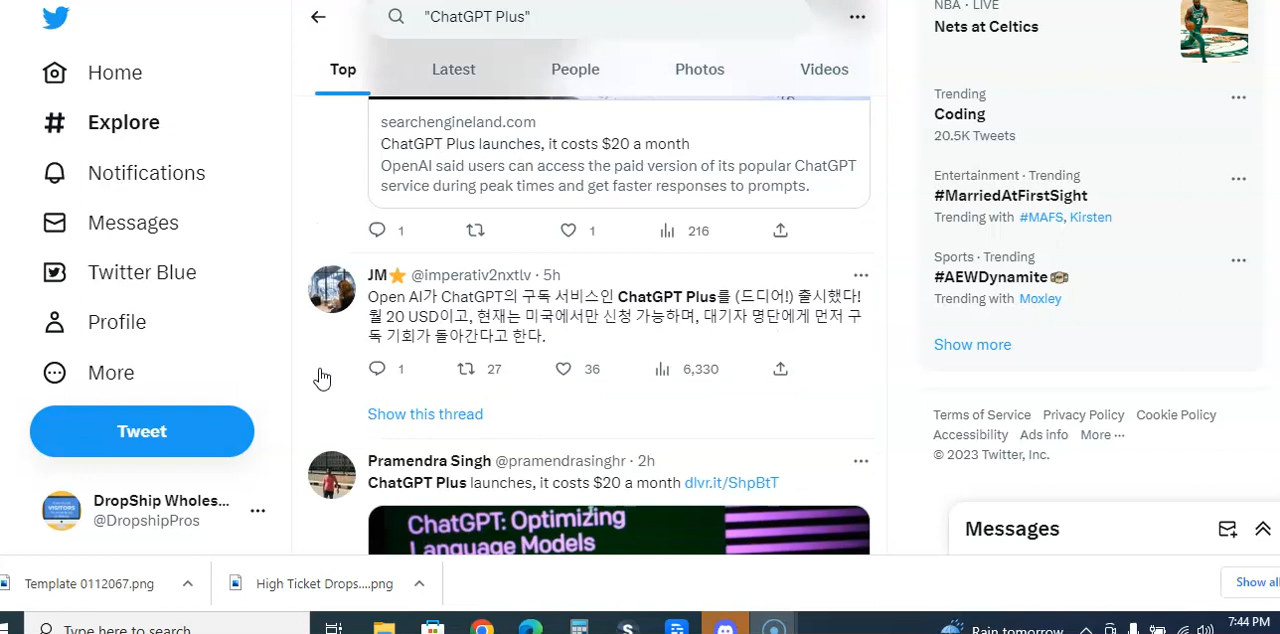 "ChatGPT Plus"
Home
Explore
Notifications
Messages
Twitter Blue
Profile
More
Tweet
DropShip Wholes...
@DropshipPros
Top
Latest
People
Photos
Videos
searchengineland.com
ChatGPT Plus launches, it costs $20 a month
OpenAI said users can access the paid version of its popular ChatGPT
service during peak times and get faster responses to prompts.
1
1
216
JM⭐ @imperativ2nxtlv · 5h
Open AI가 ChatGPT의 구독 서비스인 ChatGPT Plus를 (드디어!) 출시했다!
월 20 USD이고, 현재는 미국에서만 신청 가능하며, 대기자 명단에게 먼저 구
독 기회가 돌아간다고 한다.
1
27
36
6,330
Show this thread
Pramendra Singh @pramendrasinghr · 2h
ChatGPT Plus launches, it costs $20 a month dlvr.it/ShpBtT
ChatGPT: Optimizing
Language Models
NBA · LIVE
Nets at Celtics
Trending
Coding
20.5K Tweets
Entertainment · Trending
#MarriedAtFirstSight
Trending with #MAFS, Kirsten
Sports · Trending
#AEWDynamite
Trending with Moxley
Show more
Terms of Service Privacy Policy Cookie Policy
Accessibility Ads info More ···
© 2023 Twitter, Inc.
Messages
Template 0112067.png
High Ticket Drops....png
Show all
Type here to search
Rain tomorrow
7:44 PM